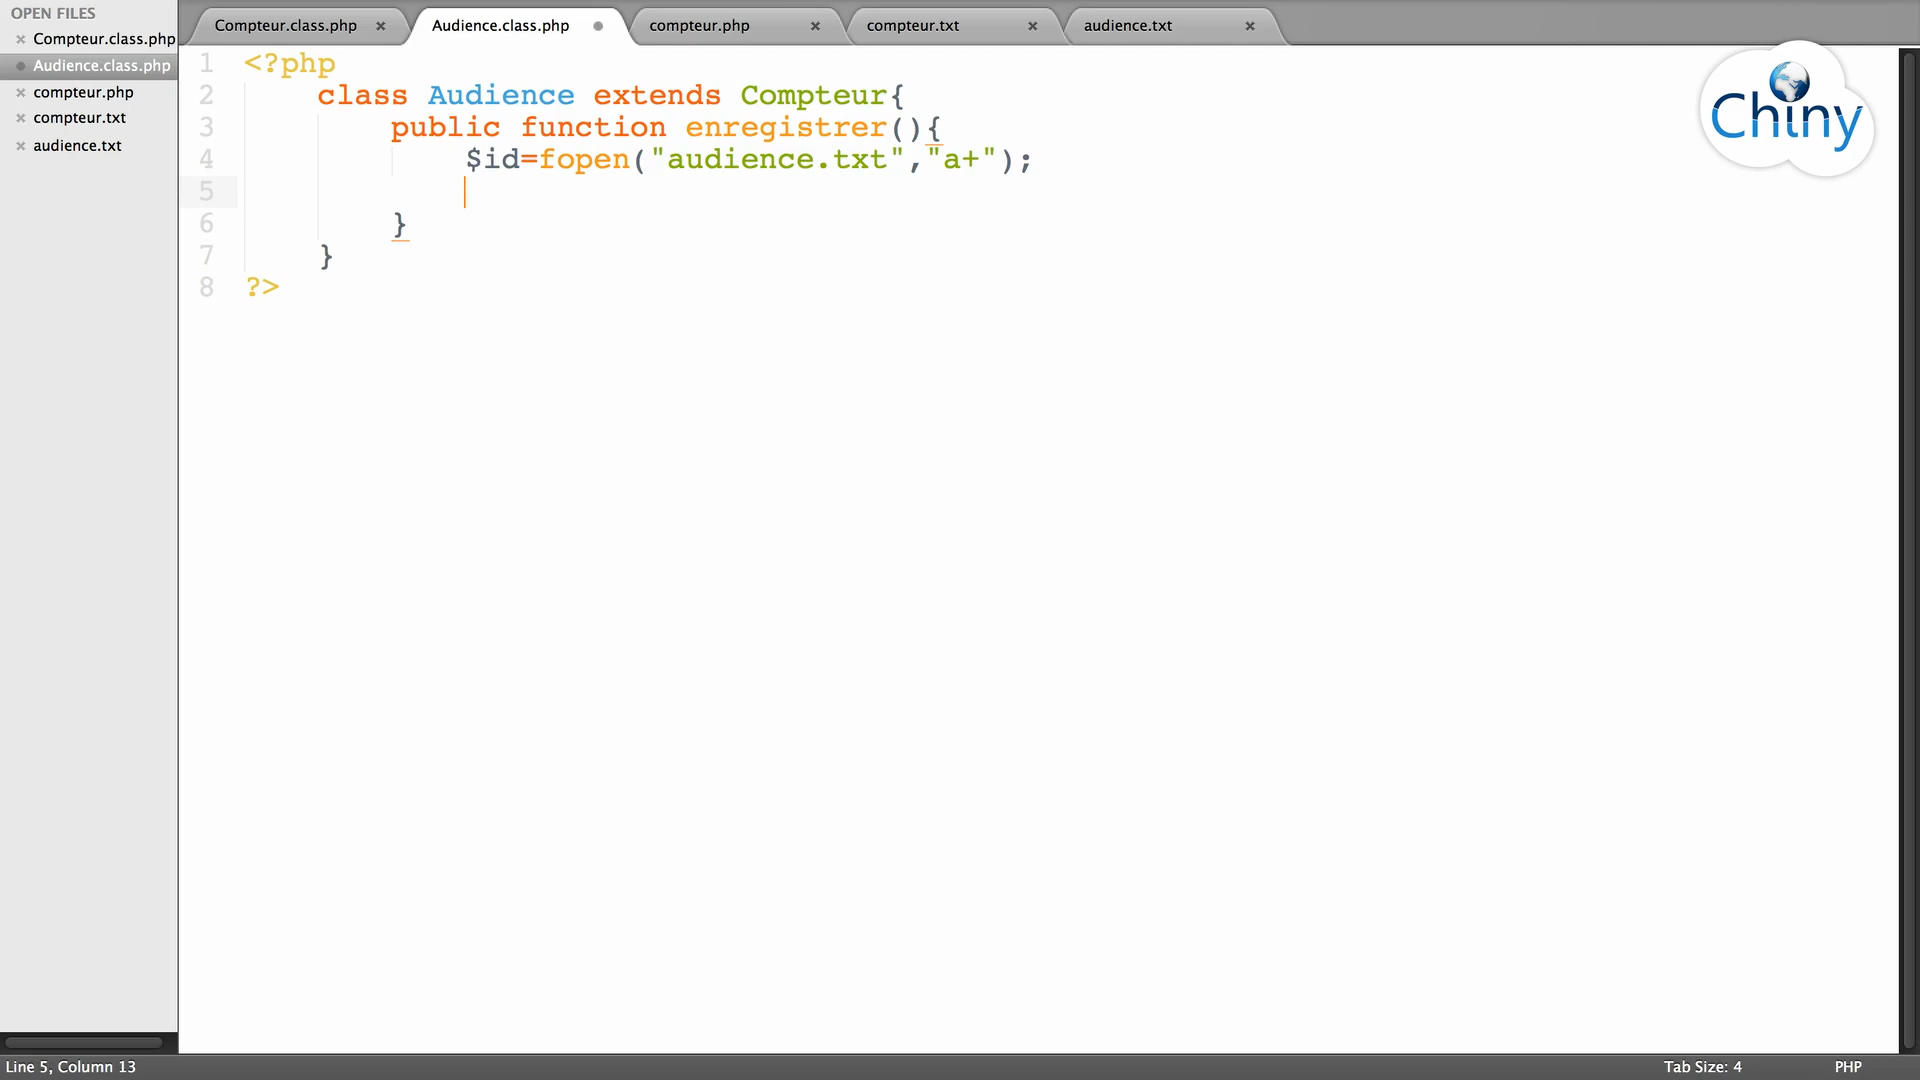 OPEN FILES
Compteur.class.php
Audience.class.php
compteur.php
compteur.txt
audience.txt
Compteur.class.php
Audience.class.php
compteur.php
compteur.txt
audience.txt
1 <?php
2 class Audience extends Compteur{
3 public function enregistrer(){
4 $id=fopen("audience.txt","a+");
5
6 }
7 }
8 ?>
Chiny
Line 5, Column 13
Tab Size: 4
PHP